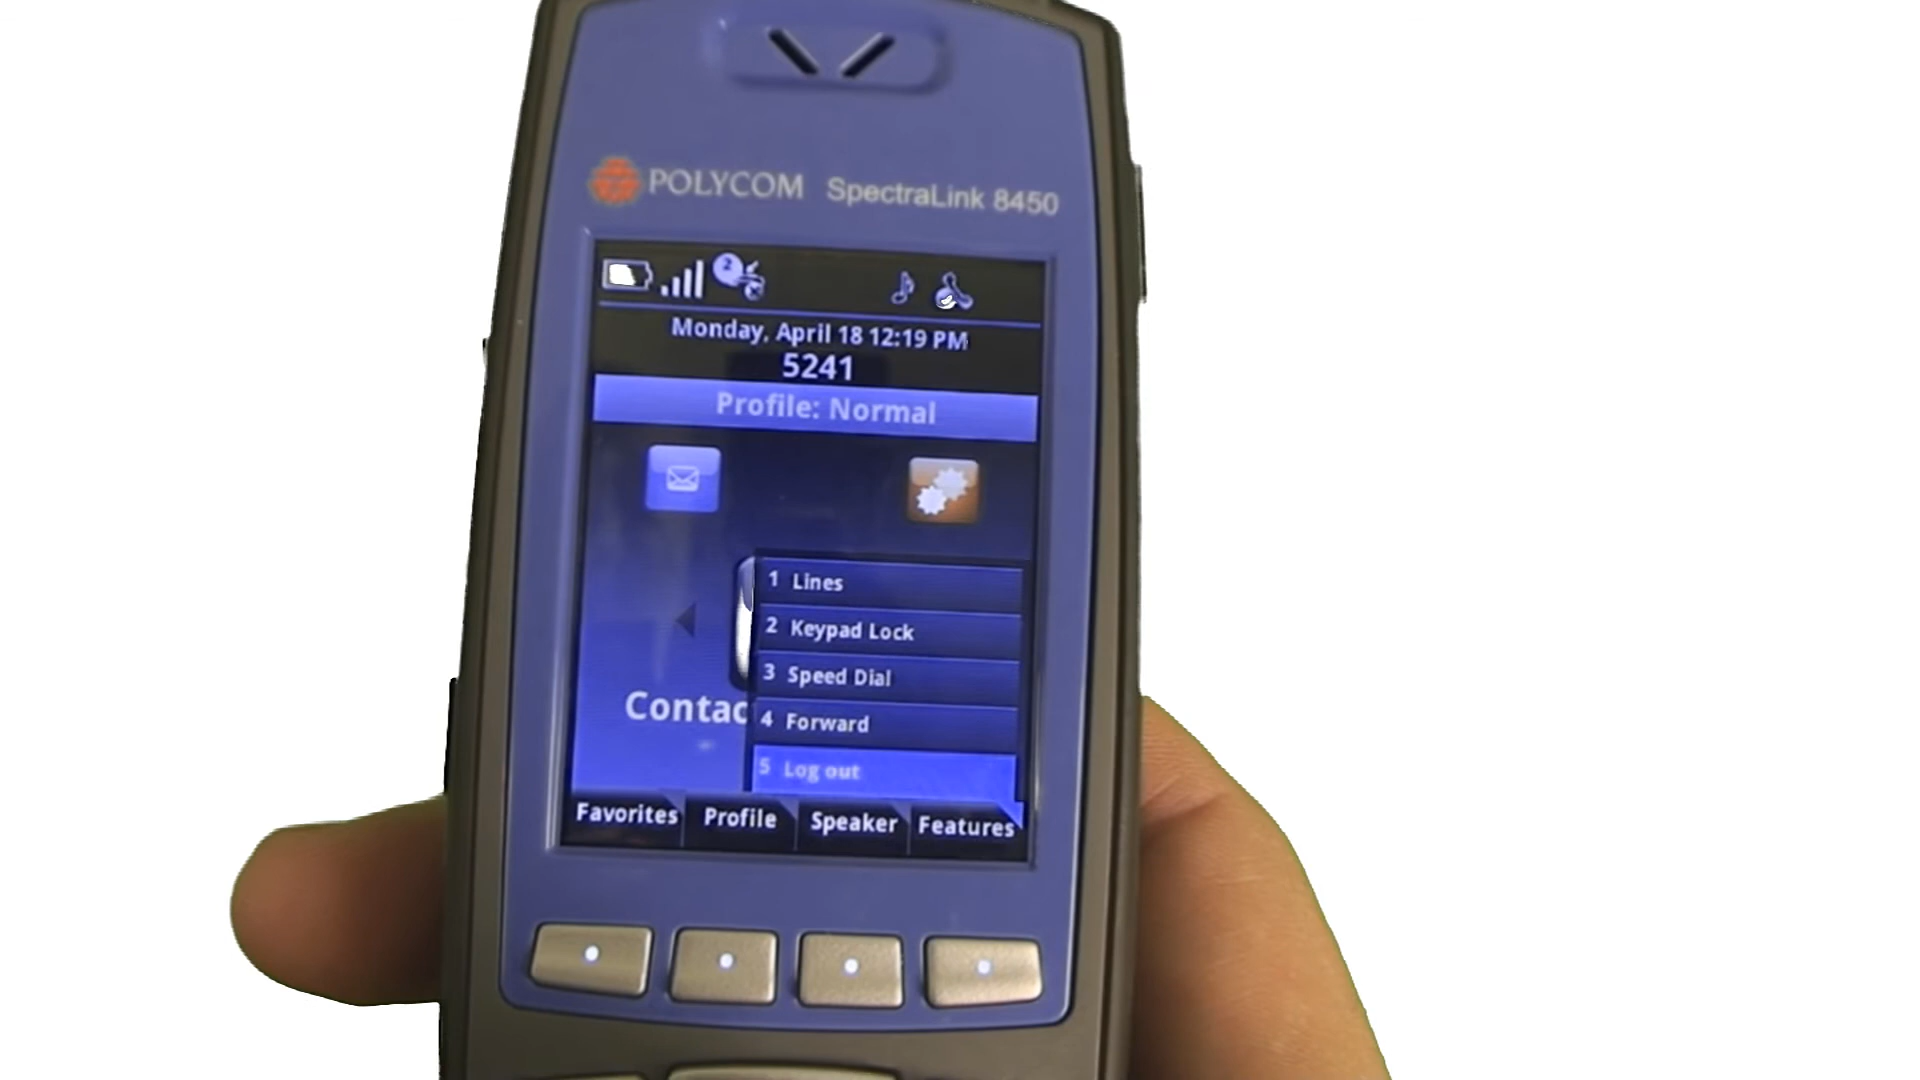 POLYCOM SpectraLink 8450
2
Monday, April 18 12:19 PM
5241
Profile: Normal
1 Lines
2 Keypad Lock
3 Speed Dial
Contac
4 Forward
5 Log out
Favorites Profile Speaker Features